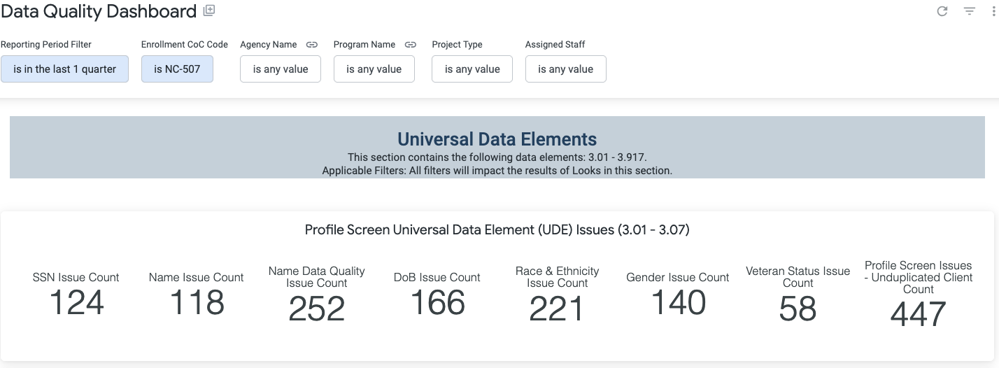 Data Quality Dashboard
Reporting Period Filter
is in the last 1 quarter
Enrollment CoC Code
is NC-507
Agency Name
is any value
Program Name
is any value
Project Type
is any value
Assigned Staff
is any value
Universal Data Elements
This section contains the following data elements: 3.01 - 3.917.
Applicable Filters: All filters will impact the results of Looks in this section.
Profile Screen Universal Data Element (UDE) Issues (3.01 - 3.07)
SSN Issue Count
124
Name Issue Count
118
Name Data Quality
Issue Count
252
DoB Issue Count
166
Race & Ethnicity
Issue Count
221
Gender Issue Count
140
Veteran Status Issue
Count
58
Profile Screen Issues
- Unduplicated Client
Count
447